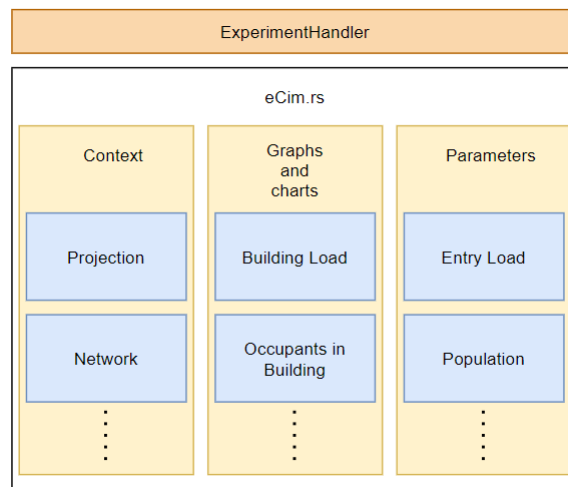 ExperimentHandler
eCim.rs
Context
Projection
Network
Graphs
and
charts
Building Load
Occupants in
Building
Parameters
Entry Load
Population